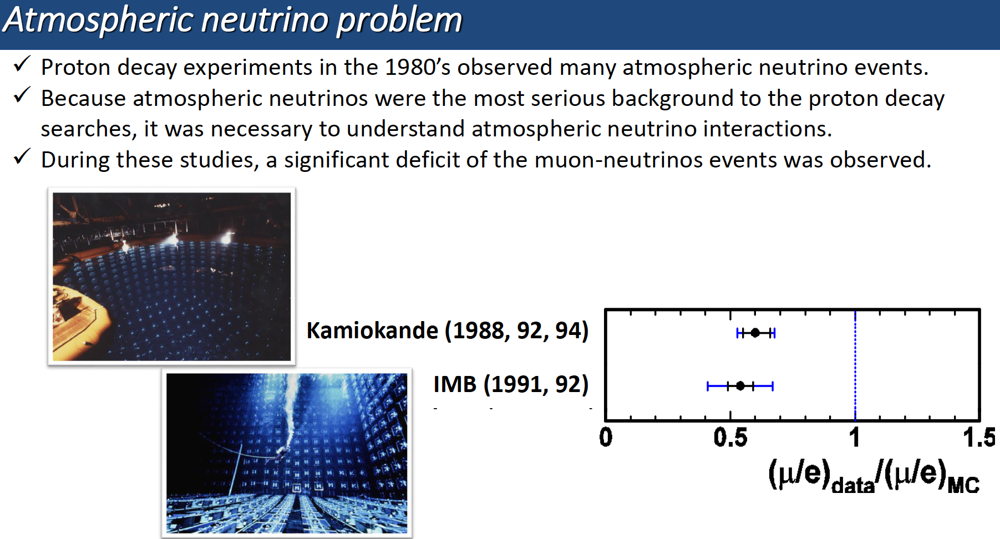 Atmospheric neutrino problem
✓ Proton decay experiments in the 1980’s observed many atmospheric neutrino events.
✓ Because atmospheric neutrinos were the most serious background to the proton decay
searches, it was necessary to understand atmospheric neutrino interactions.
✓ During these studies, a significant deficit of the muon-neutrinos events was observed.
Kamiokande (1988, 92, 94)
IMB (1991, 92)
0 0.5 1 1.5
(μ/e)data/(μ/e)MC